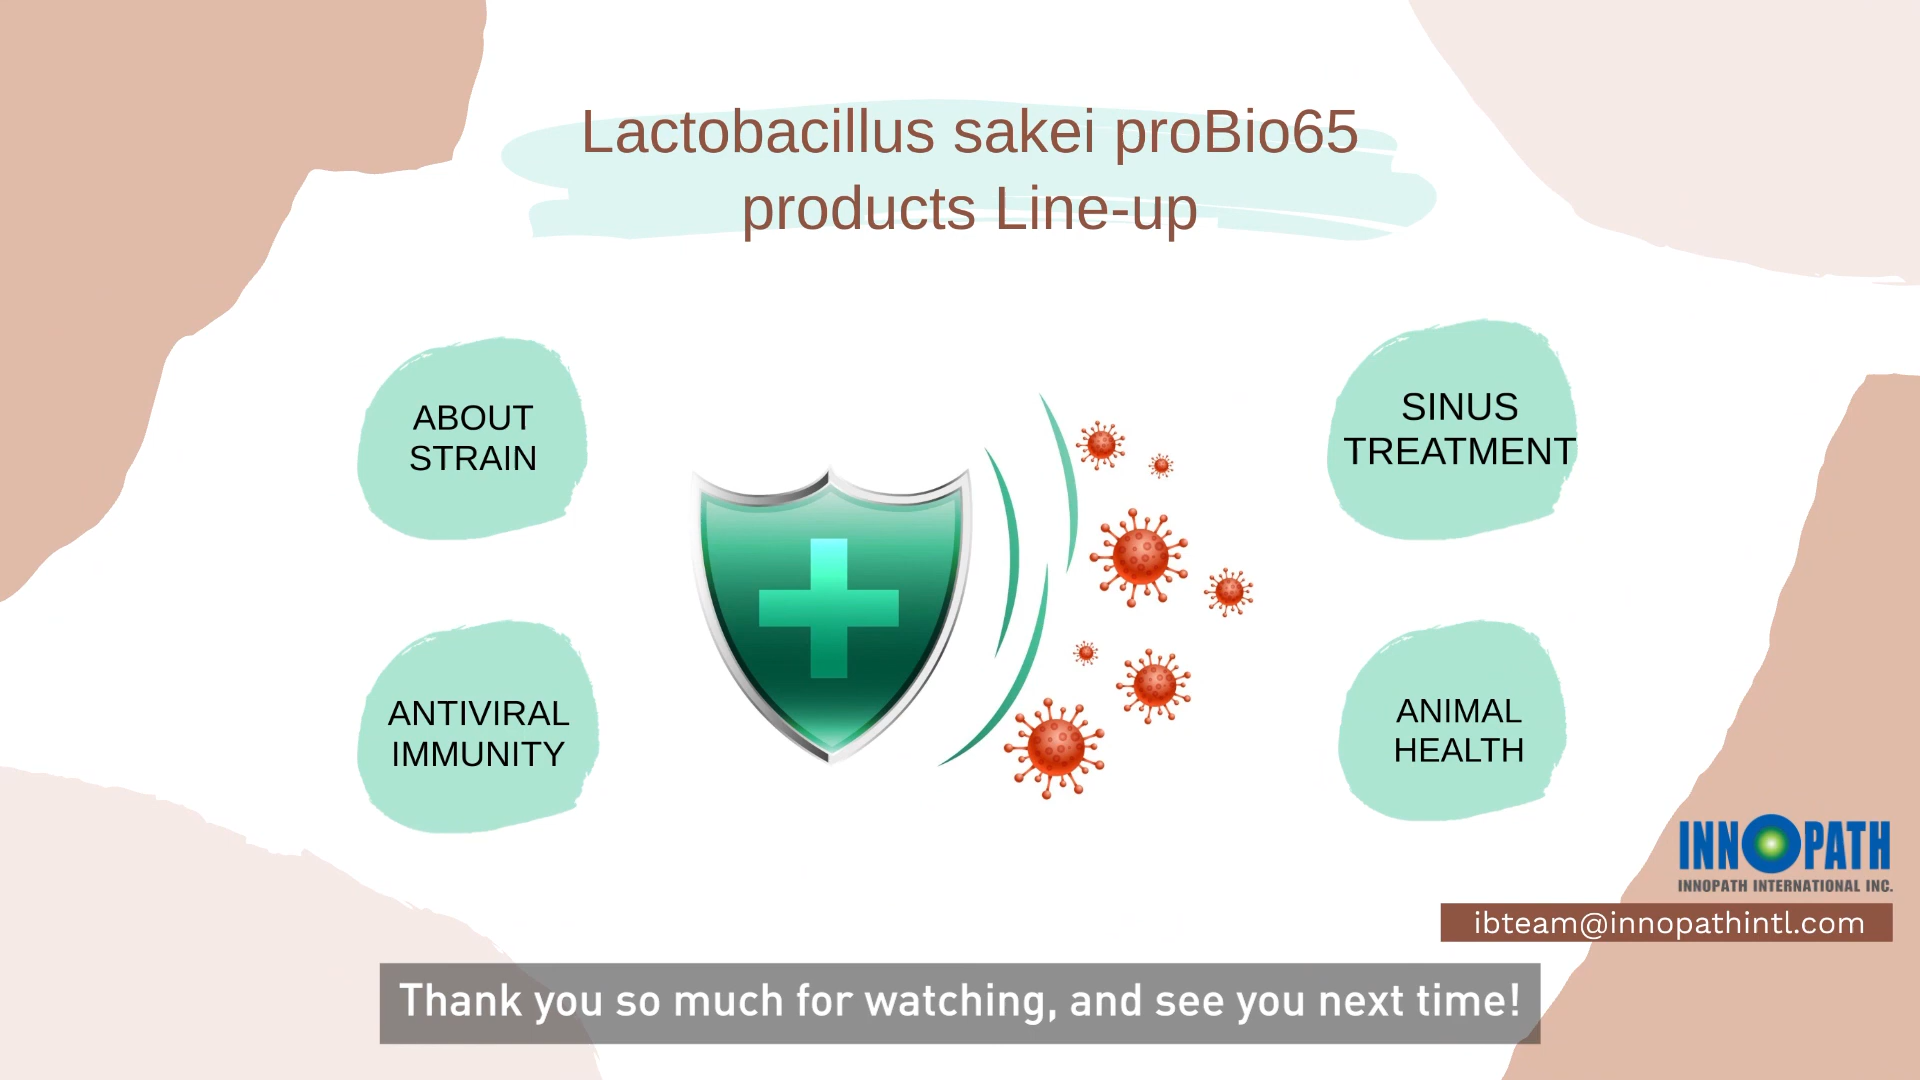 Lactobacillus sakei proBio65
products Line-up
ABOUT
STRAIN
SINUS
TREATMENT
ANTIVIRAL
IMMUNITY
ANIMAL
HEALTH
INNOPATH
INNOPATH INTERNATIONAL INC.
ibteam@innopathintl.com
Thank you so much for watching, and see you next time!